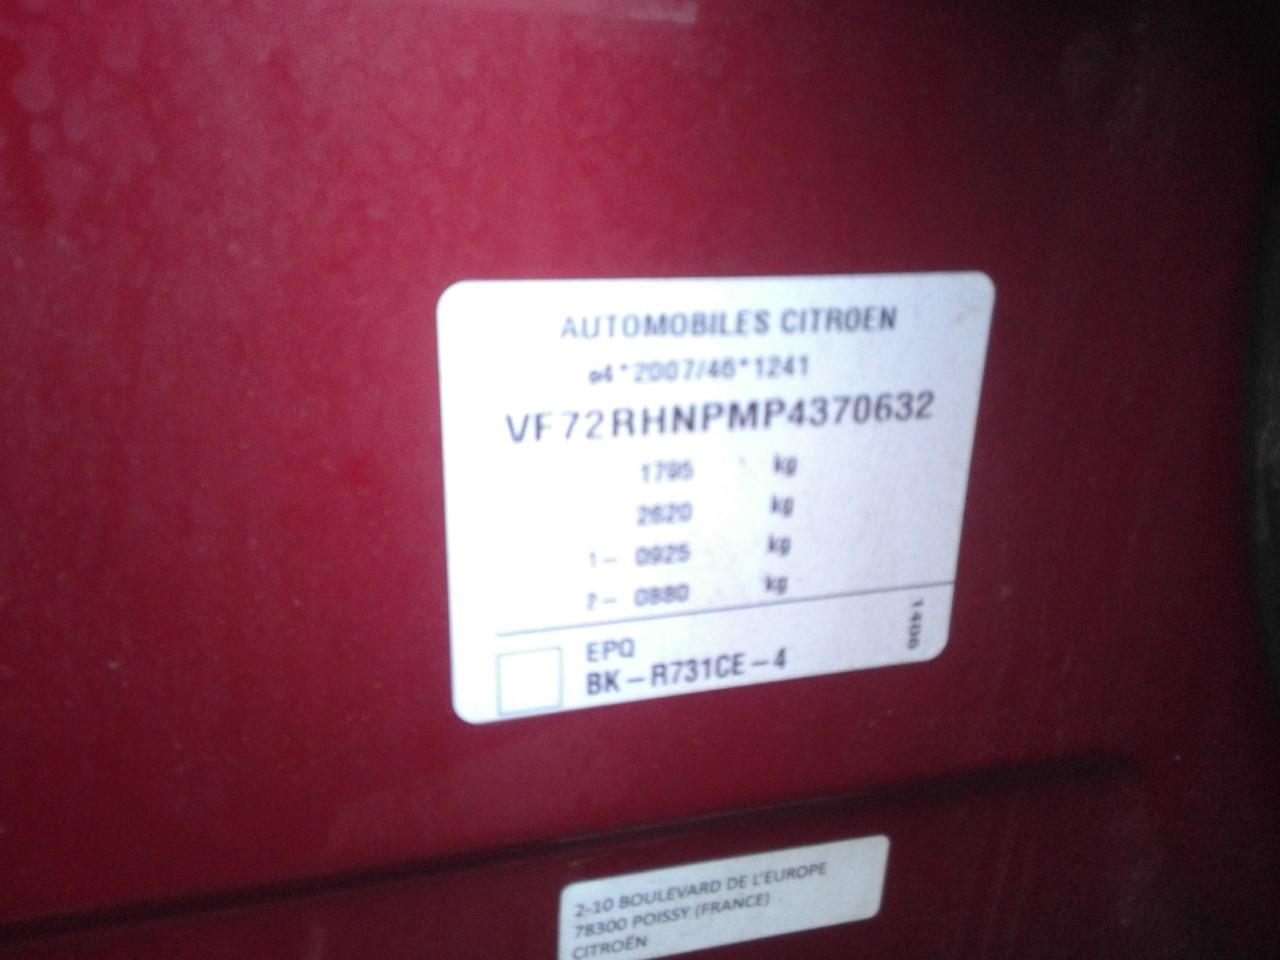 AUTOMOBILES CITROEN
e4*2007/46*1241
VF72RHNPMP4370632
1795 kg
2620 kg
1- 0925 kg
2- 0880 kg
EPQ
BK-R731CE-4
1406
2-10 BOULEVARD DE L'EUROPE
78300 POISSY (FRANCE)
CITROËN